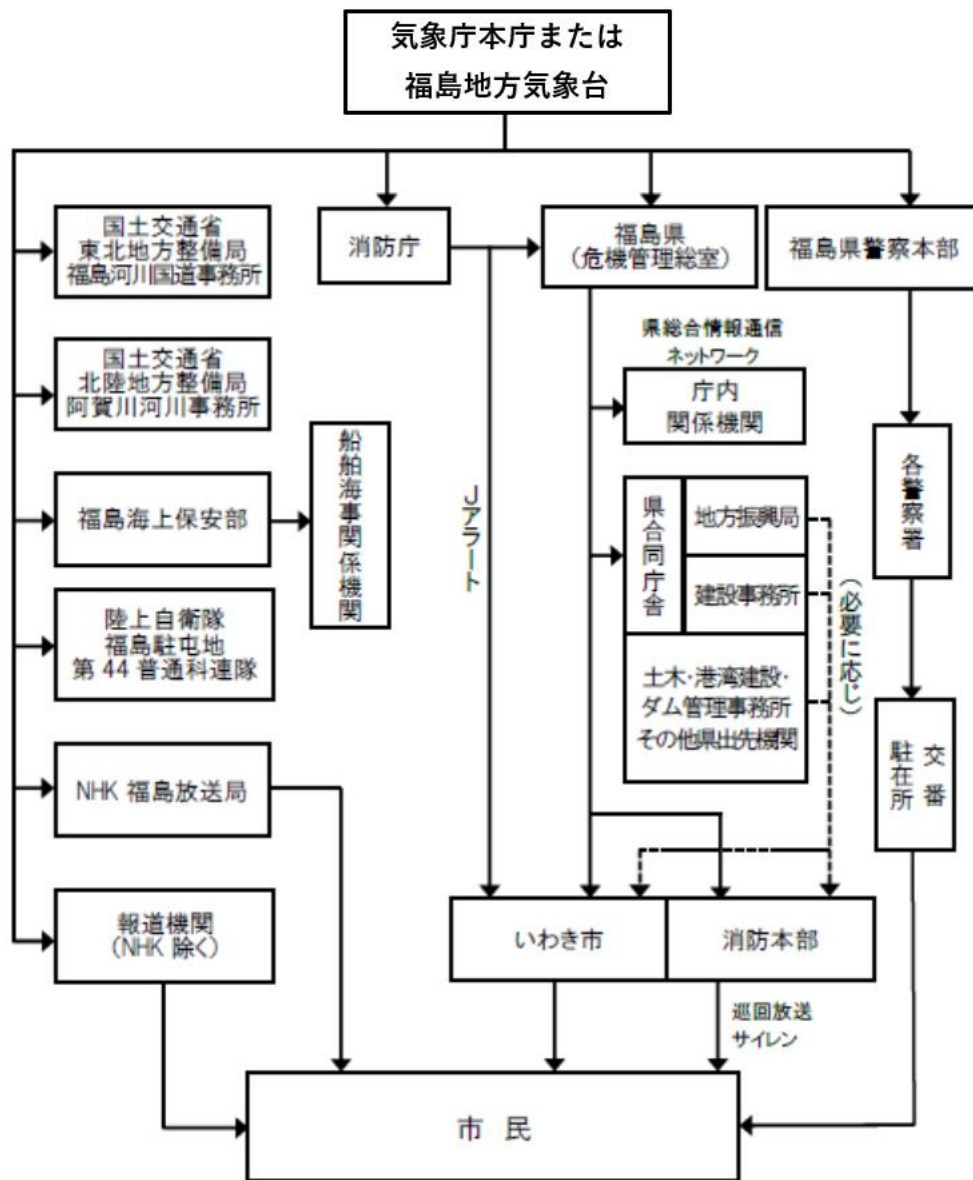 気象庁本庁または
福島地方気象台
国土交通省
東北地方整備局
福島河川国道事務所
消防庁
福島県
(危機管理総室)
福島県警察本部
県総合情報通信
ネットワーク
国土交通省
北陸地方整備局
阿賀川河川事務所
庁内
関係機関
船舶海事関係機関
Jアラート
各警察署
福島海上保安部
県合同庁舎
地方振興局
建設事務所
(必要に応じ)
陸上自衛隊
福島駐屯地
第 44 普通科連隊
土木・港湾建設・
ダム管理事務所
その他県出先機関
交番
駐在所
NHK 福島放送局
報道機関
(NHK 除く)
いわき市
消防本部
巡回放送
サイレン
市 民